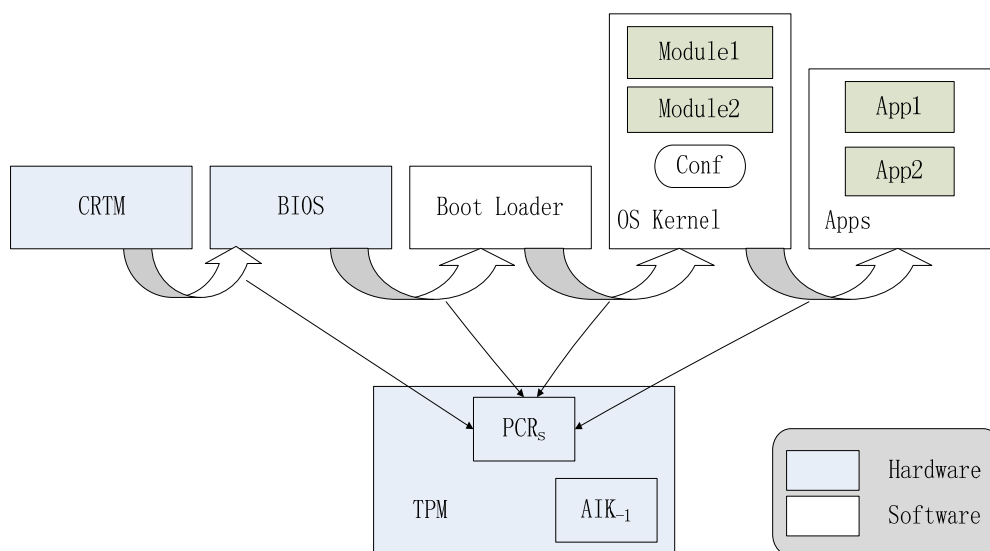 Module1
Module2
Conf
OS Kernel
App1
App2
Apps
CRTM
BIOS
Boot Loader
PCRs
TPM
AIK-1
Hardware
Software